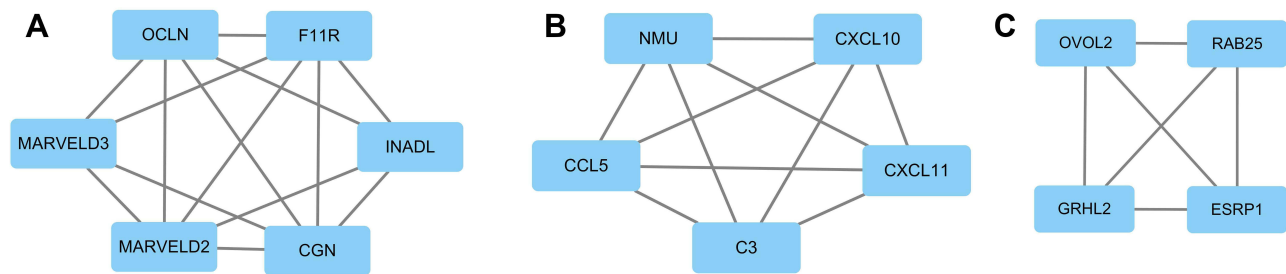 A
OCLN
F11R
MARVELD3
INADL
MARVELD2
CGN
B
NMU
CXCL10
CCL5
CXCL11
C3
C
OVOL2
RAB25
GRHL2
ESRP1